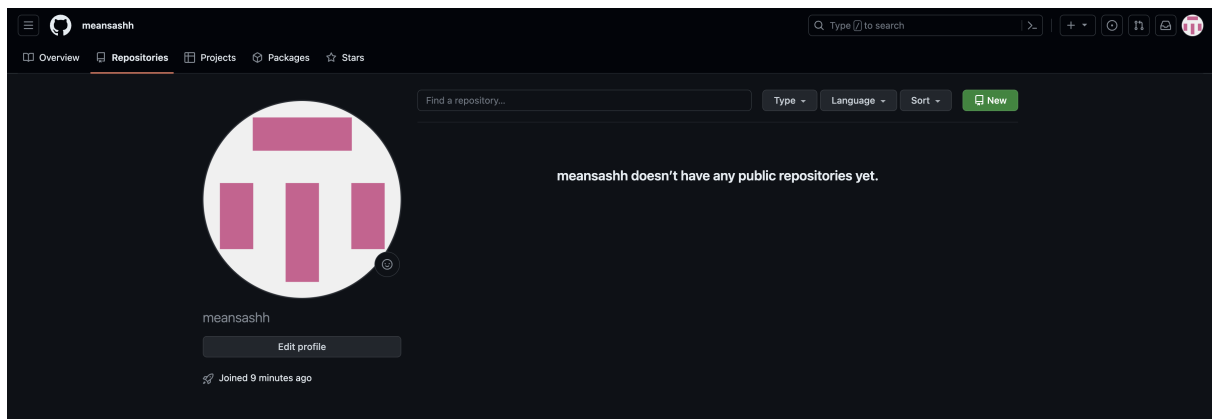 meansashh
Type / to search
Overview
Repositories
Projects
Packages
Stars
Find a repository...
Type
Language
Sort
New
meansashh doesn’t have any public repositories yet.
meansashh
Edit profile
Joined 9 minutes ago